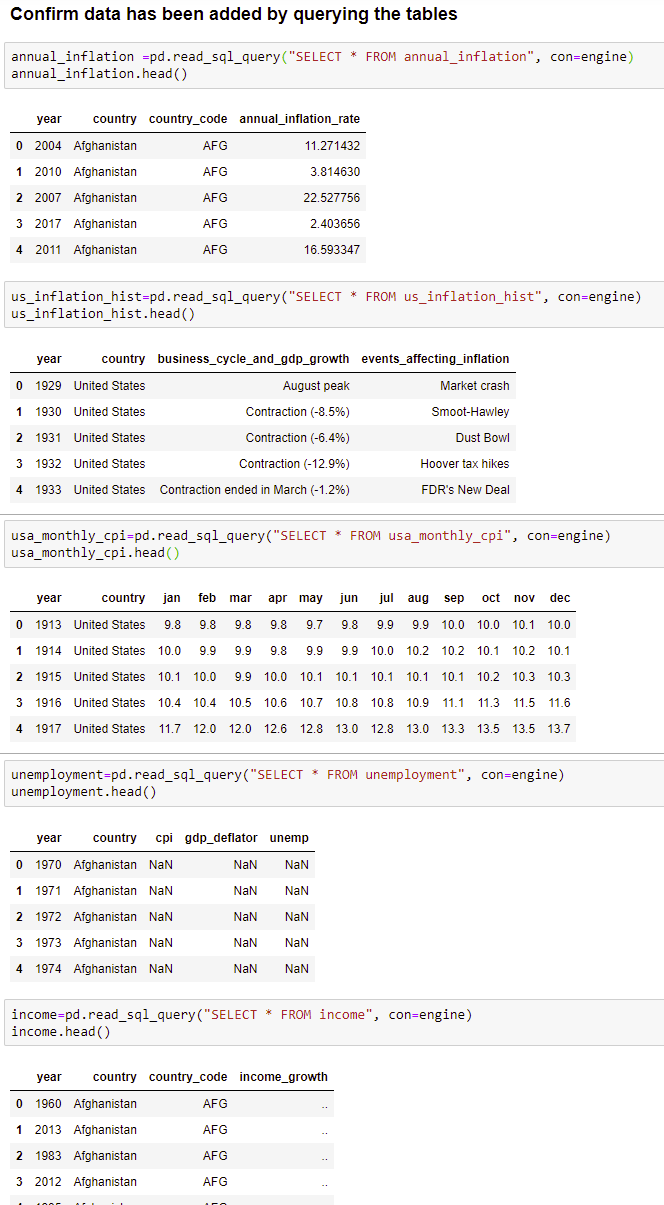 Confirm data has been added by querying the tables
annual_inflation =pd.read_sql_query("SELECT * FROM annual_inflation", con=engine)
annual_inflation.head()
year country country_code annual_inflation_rate
0 2004 Afghanistan AFG 11.271432
1 2010 Afghanistan AFG 3.814630
2 2007 Afghanistan AFG 22.527756
3 2017 Afghanistan AFG 2.403656
4 2011 Afghanistan AFG 16.593347
us_inflation_hist=pd.read_sql_query("SELECT * FROM us_inflation_hist", con=engine)
us_inflation_hist.head()
year country business_cycle_and_gdp_growth events_affecting_inflation
0 1929 United States August peak Market crash
1 1930 United States Contraction (-8.5%) Smoot-Hawley
2 1931 United States Contraction (-6.4%) Dust Bowl
3 1932 United States Contraction (-12.9%) Hoover tax hikes
4 1933 United States Contraction ended in March (-1.2%) FDR's New Deal
usa_monthly_cpi=pd.read_sql_query("SELECT * FROM usa_monthly_cpi", con=engine)
usa_monthly_cpi.head()
year country jan feb mar apr may jun jul aug sep oct nov dec
0 1913 United States 9.8 9.8 9.8 9.8 9.7 9.8 9.9 9.9 10.0 10.0 10.1 10.0
1 1914 United States 10.0 9.9 9.9 9.8 9.9 9.9 10.0 10.2 10.2 10.1 10.2 10.1
2 1915 United States 10.1 10.0 9.9 10.0 10.1 10.1 10.1 10.1 10.1 10.2 10.3 10.3
3 1916 United States 10.4 10.4 10.5 10.6 10.7 10.8 10.8 10.9 11.1 11.3 11.5 11.6
4 1917 United States 11.7 12.0 12.0 12.6 12.8 13.0 12.8 13.0 13.3 13.5 13.5 13.7
unemployment=pd.read_sql_query("SELECT * FROM unemployment", con=engine)
unemployment.head()
year country cpi gdp_deflator unemp
0 1970 Afghanistan NaN NaN NaN
1 1971 Afghanistan NaN NaN NaN
2 1972 Afghanistan NaN NaN NaN
3 1973 Afghanistan NaN NaN NaN
4 1974 Afghanistan NaN NaN NaN
income=pd.read_sql_query("SELECT * FROM income", con=engine)
income.head()
year country country_code income_growth
0 1960 Afghanistan AFG ..
1 2013 Afghanistan AFG ..
2 1983 Afghanistan AFG ..
3 2012 Afghanistan AFG ..